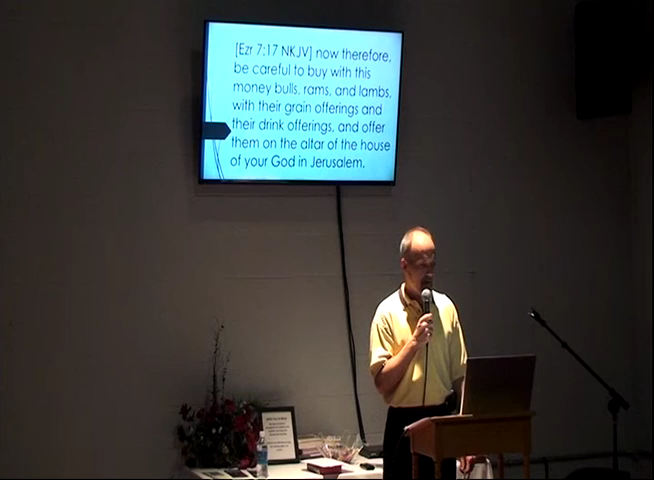 [Ezr 7:17 NKJV] now therefore,
be careful to buy with this
money bulls, rams, and lambs,
with their grain offerings and
their drink offerings, and offer
them on the altar of the house
of your God in Jerusalem.